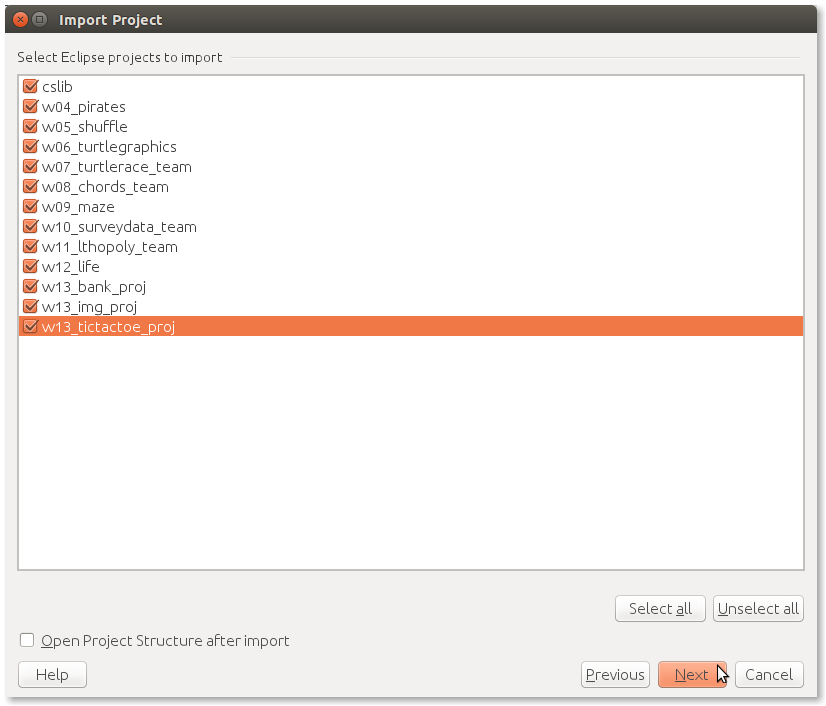 Import Project
Select Eclipse projects to import
cslib
w04_pirates
w05_shuffle
w06_turtlegraphics
w07_turtlerace_team
w08_chords_team
w09_maze
w10_surveydata_team
w11_lthopoly_team
w12_life
w13_bank_proj
w13_img_proj
w13_tictactoe_proj
Select all Unselect all
Open Project Structure after import
Help Previous Next Cancel